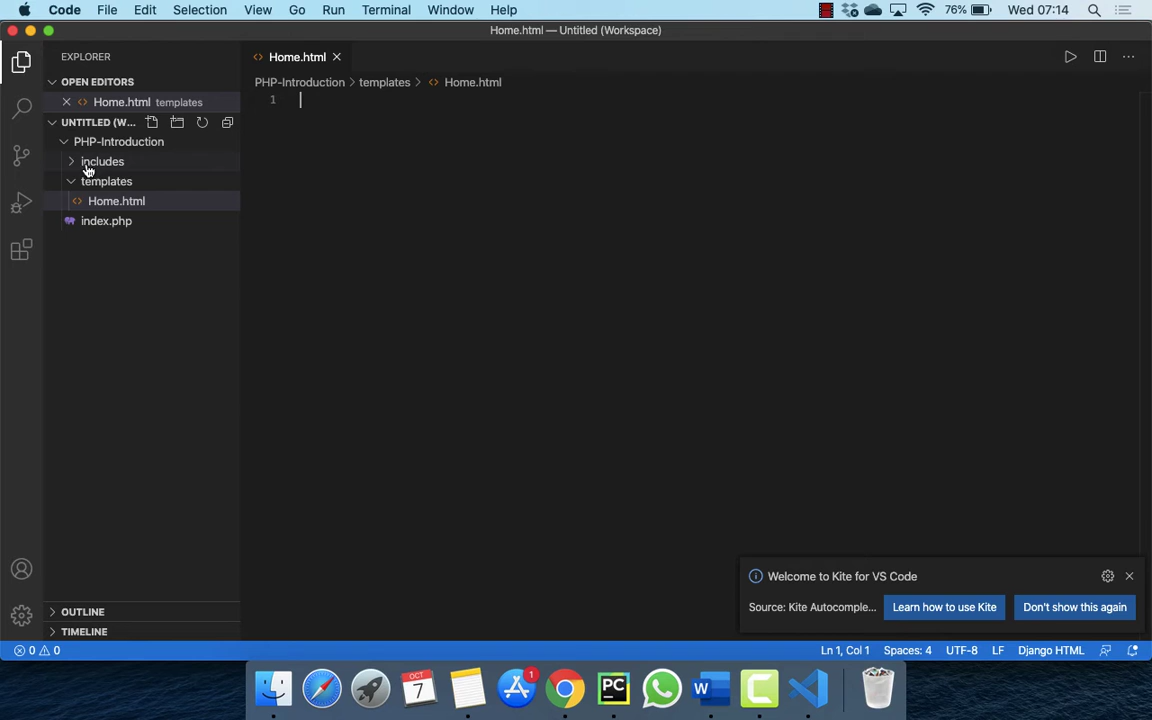 Code File Edit Selection View Go Run Terminal Window Help 76% Wed 07:14
Home.html — Untitled (Workspace)
EXPLORER
Home.html
OPEN EDITORS
PHP-Introduction > templates > Home.html
Home.html templates
1
UNTITLED (W...
PHP-Introduction
includes
templates
Home.html
index.php
Welcome to Kite for VS Code
Source: Kite Autocomple...
Learn how to use Kite
Don't show this again
OUTLINE
TIMELINE
0 0 Ln 1, Col 1 Spaces: 4 UTF-8 LF Django HTML
OCT
7
1
PC
W
C